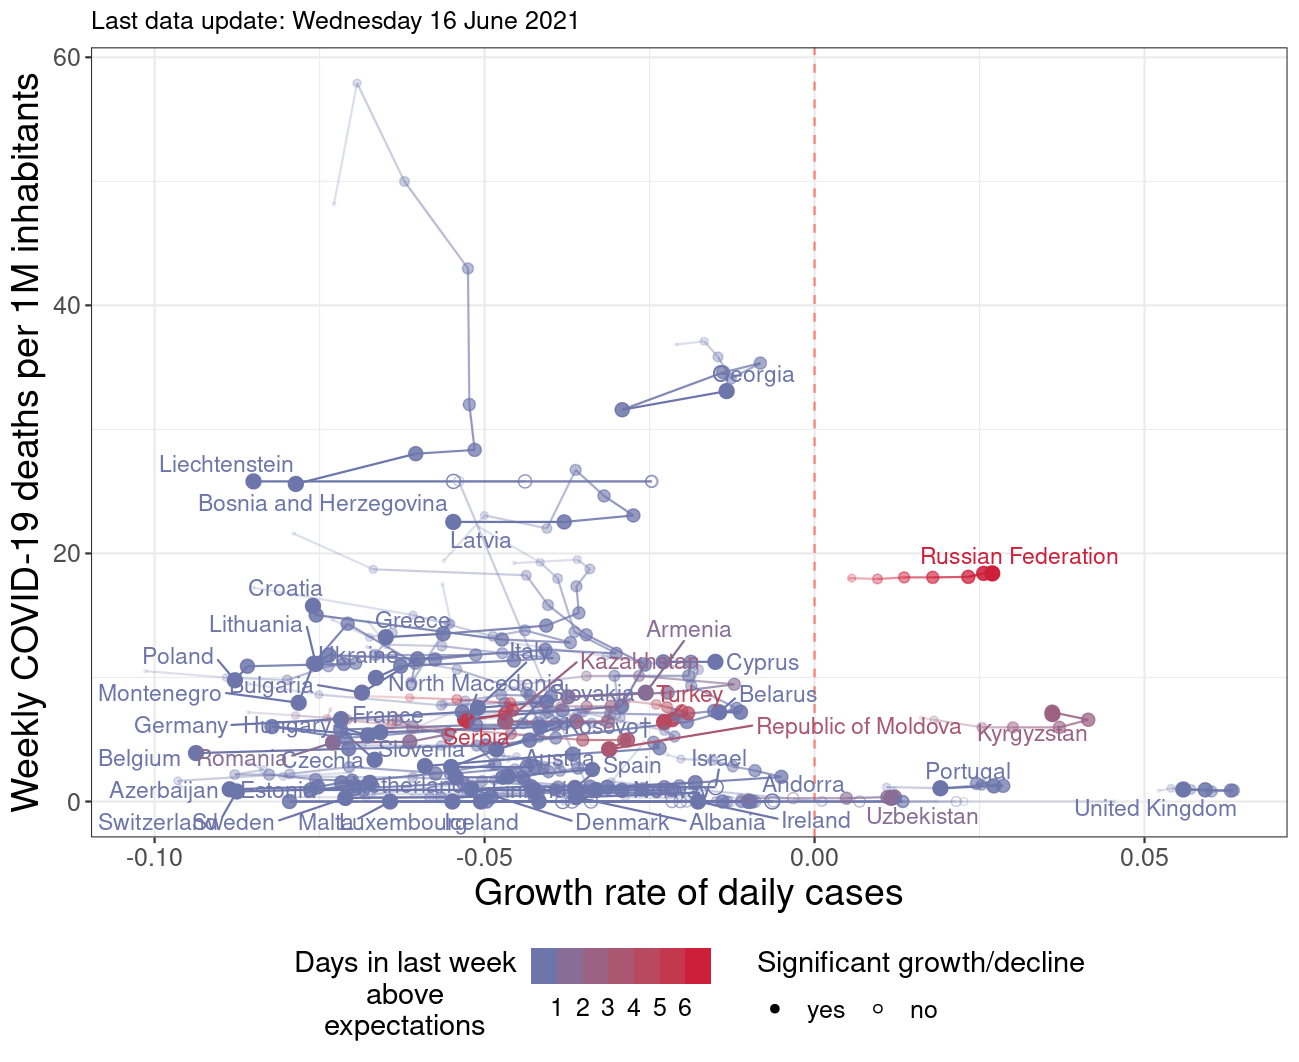 Last data update: Wednesday 16 June 2021
Weekly COVID-19 deaths per 1M inhabitants
60
40
20
0
Georgia
Liechtenstein
Bosnia and Herzegovina
Latvia
Russian Federation
Croatia
Lithuania
Greece
Armenia
Poland
Ukraine
Italy
Kazakhstan
Cyprus
Montenegro
Bulgaria
North Macedonia
Slovakia
Turkey
Belarus
Germany
Hungary
France
Serbia
Kosovo†
Republic of Moldova
Kyrgyzstan
Belgium
Romania
Czechia
Slovenia
Austria
Spain
Israel
Portugal
Azerbaijan
Estonia
Andorra
United Kingdom
Switzerland
Sweden
Malta
Luxembourg
Iceland
Denmark
Albania
Ireland
Uzbekistan
-0.10
-0.05
0.00
0.05
Growth rate of daily cases
Days in last week
above
expectations
1 2 3 4 5 6
Significant growth/decline
yes
no